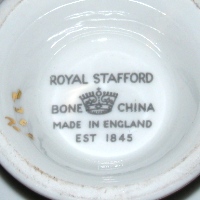 ROYAL STAFFORD
BONE CHINA
MADE IN ENGLAND
EST 1845